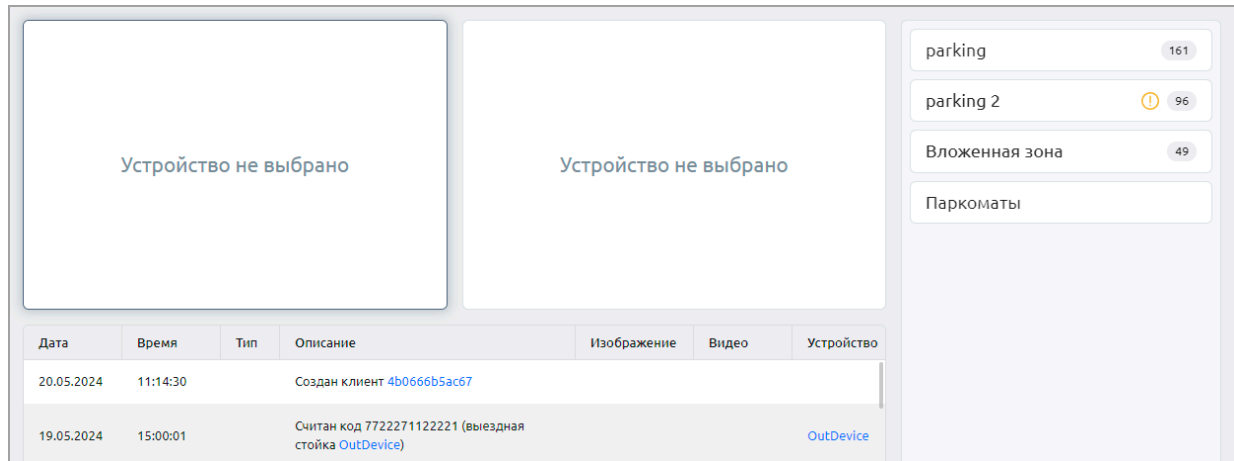 Устройство не выбрано
Устройство не выбрано
parking 161
parking 2 96
Вложенная зона 49
Паркоматы
Дата Время Тип Описание Изображение Видео Устройство
20.05.2024 11:14:30 Создан клиент 4b0666b5ac67
19.05.2024 15:00:01 Считан код 7722271122221 (выездная
стойка OutDevice) OutDevice